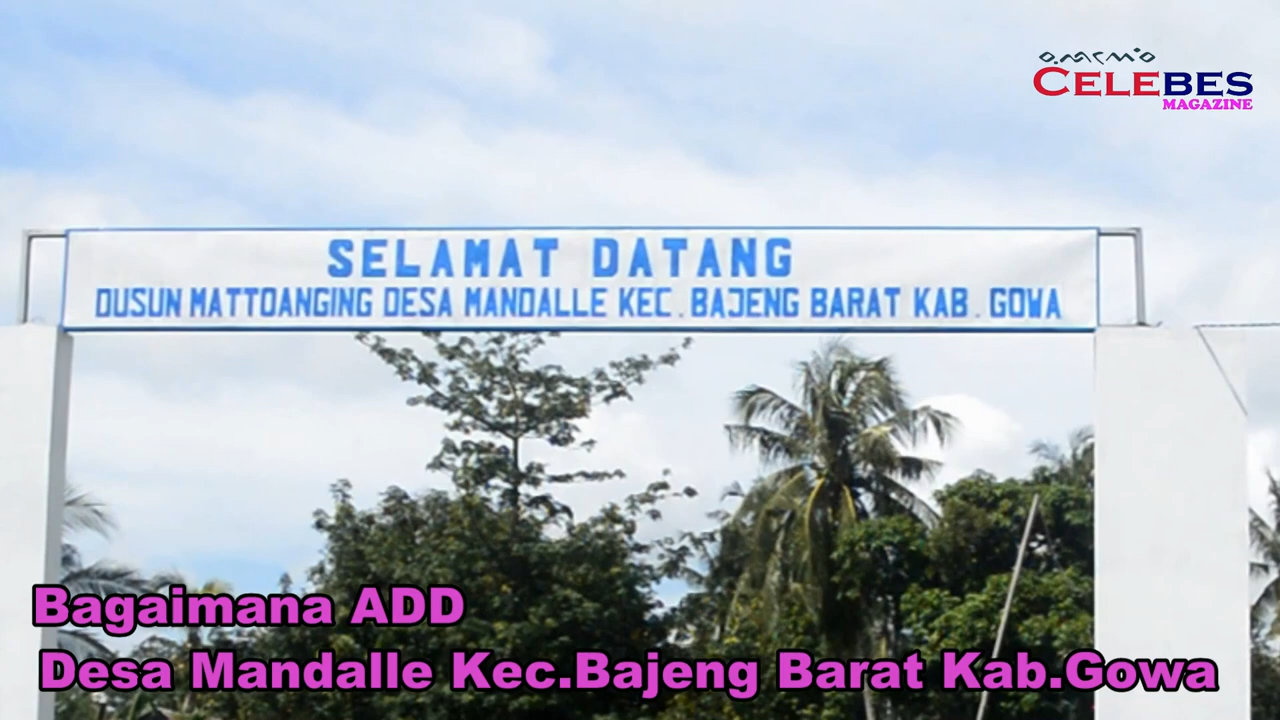 CELEBES
MAGAZINE
SELAMAT DATANG
DUSUN MATTOANGING DESA MANDALLE KEC. BAJENG BARAT KAB. GOWA
Bagaimana ADD
Desa Mandalle Kec.Bajeng Barat Kab.Gowa